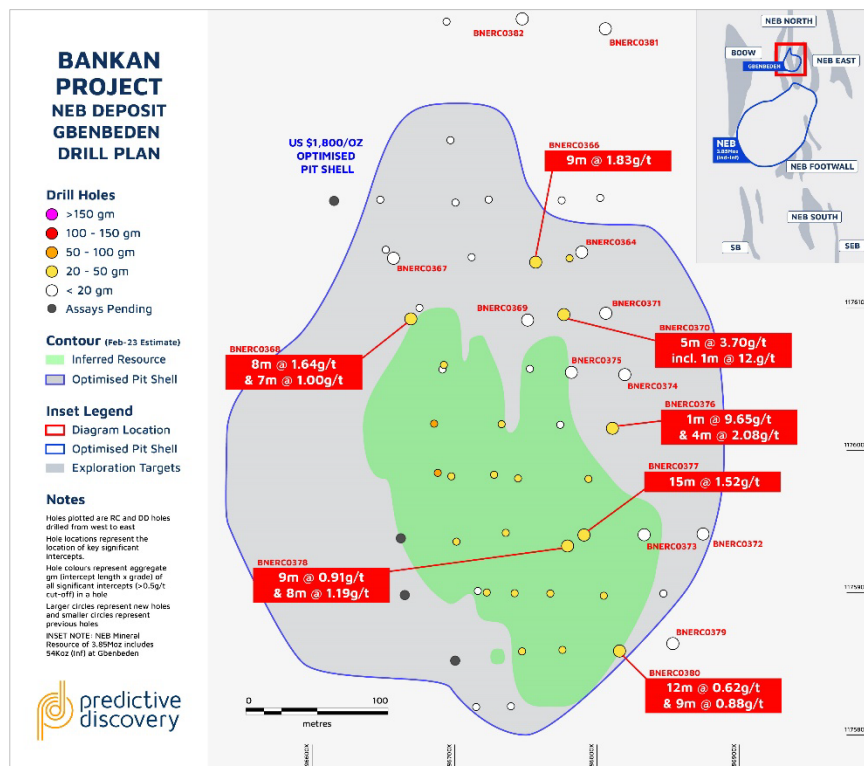 BANKAN
PROJECT
NEB DEPOSIT
GBENBEDEN
DRILL PLAN
Drill Holes
>150 gm
100 - 150 gm
50 - 100 gm
20 - 50 gm
< 20 gm
Assays Pending
Contour (Feb-23 Estimate)
Inferred Resource
Optimised Pit Shell
Inset Legend
Diagram Location
Optimised Pit Shell
Exploration Targets
Notes
Holes plotted are RC and DD holes
drilled from west to east
Hole locations represent the
location of key significant
intercepts.
Hole colours represent aggregate
gm (intercept length x grade) of
all significant intercepts (>0.5g/t
cut-off) in a hole
Larger circles represent new holes
and smaller circles represent
previous holes
INSET NOTE: NEB Mineral
Resource of 3.85Moz includes
54Koz (Inf) at Gbenbeden
predictive
discovery
BNERC0382
BNERC0381
US $1,800/OZ
OPTIMISED
PIT SHELL
BNERC0366
9m @ 1.83g/t
BNERC0367
BNERC0364
BNERC0369
BNERC0371
BNERC0368
8m @ 1.64g/t
& 7m @ 1.00g/t
BNERC0370
5m @ 3.70g/t
incl. 1m @ 12.g/t
BNERC0375
BNERC0374
BNERC0376
1m @ 9.65g/t
& 4m @ 2.08g/t
BNERC0377
15m @ 1.52g/t
BNERC0373
BNERC0372
BNERC0378
9m @ 0.91g/t
& 8m @ 1.19g/t
BNERC0379
BNERC0380
12m @ 0.62g/t
& 9m @ 0.88g/t
0
100
metres
NEB NORTH
BOOW
GBENBEDEN
NEB EAST
NEB
3.85Moz
(Ind+Inf)
NEB FOOTWALL
NEB SOUTH
SB
SEB
117610
117600
117590
117580